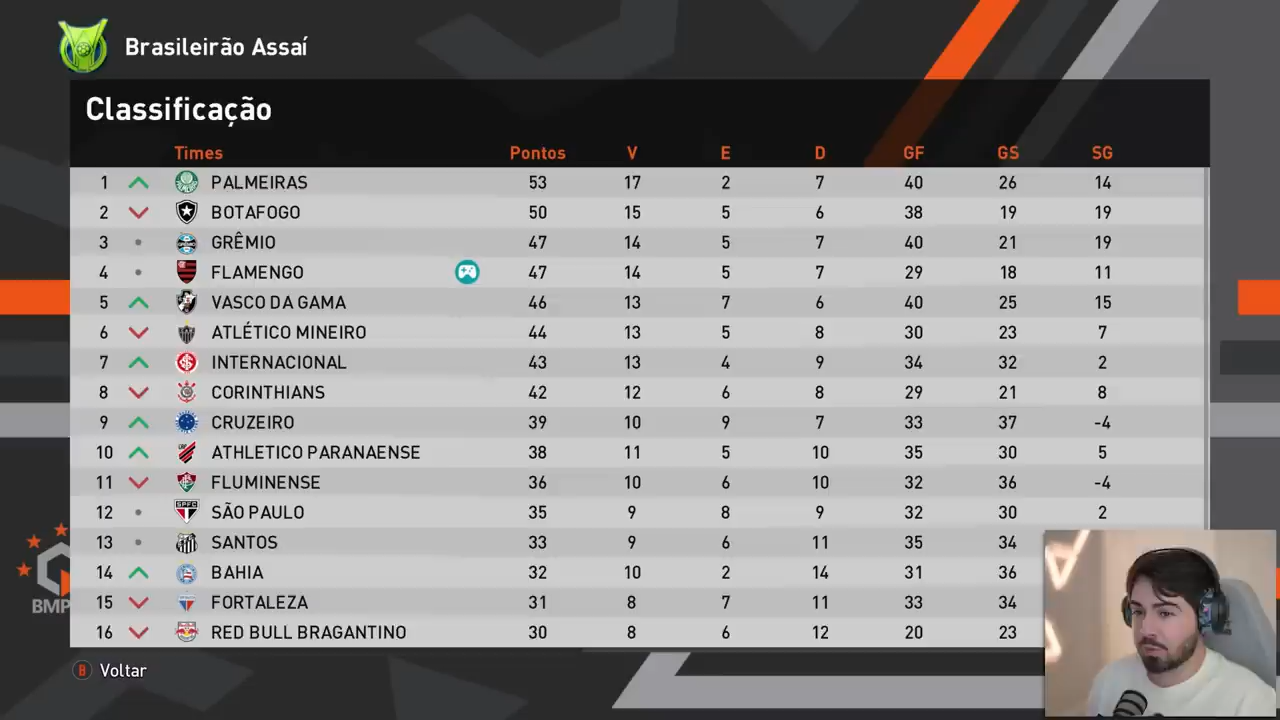 Brasileirão Assaí
Classificação
Times Pontos V E D GF GS SG
1 PALMEIRAS 53 17 2 7 40 26 14
2 BOTAFOGO 50 15 5 6 38 19 19
3 GRÊMIO 47 14 5 7 40 21 19
4 FLAMENGO 47 14 5 7 29 18 11
5 VASCO DA GAMA 46 13 7 6 40 25 15
6 ATLÉTICO MINEIRO 44 13 5 8 30 23 7
7 INTERNACIONAL 43 13 4 9 34 32 2
8 CORINTHIANS 42 12 6 8 29 21 8
9 CRUZEIRO 39 10 9 7 33 37 -4
10 ATHLETICO PARANAENSE 38 11 5 10 35 30 5
11 FLUMINENSE 36 10 6 10 32 36 -4
12 SÃO PAULO 35 9 8 9 32 30 2
13 SANTOS 33 9 6 11 35 34
14 BAHIA 32 10 2 14 31 36
15 FORTALEZA 31 8 7 11 33 34
16 RED BULL BRAGANTINO 30 8 6 12 20 23
BMP
B Voltar